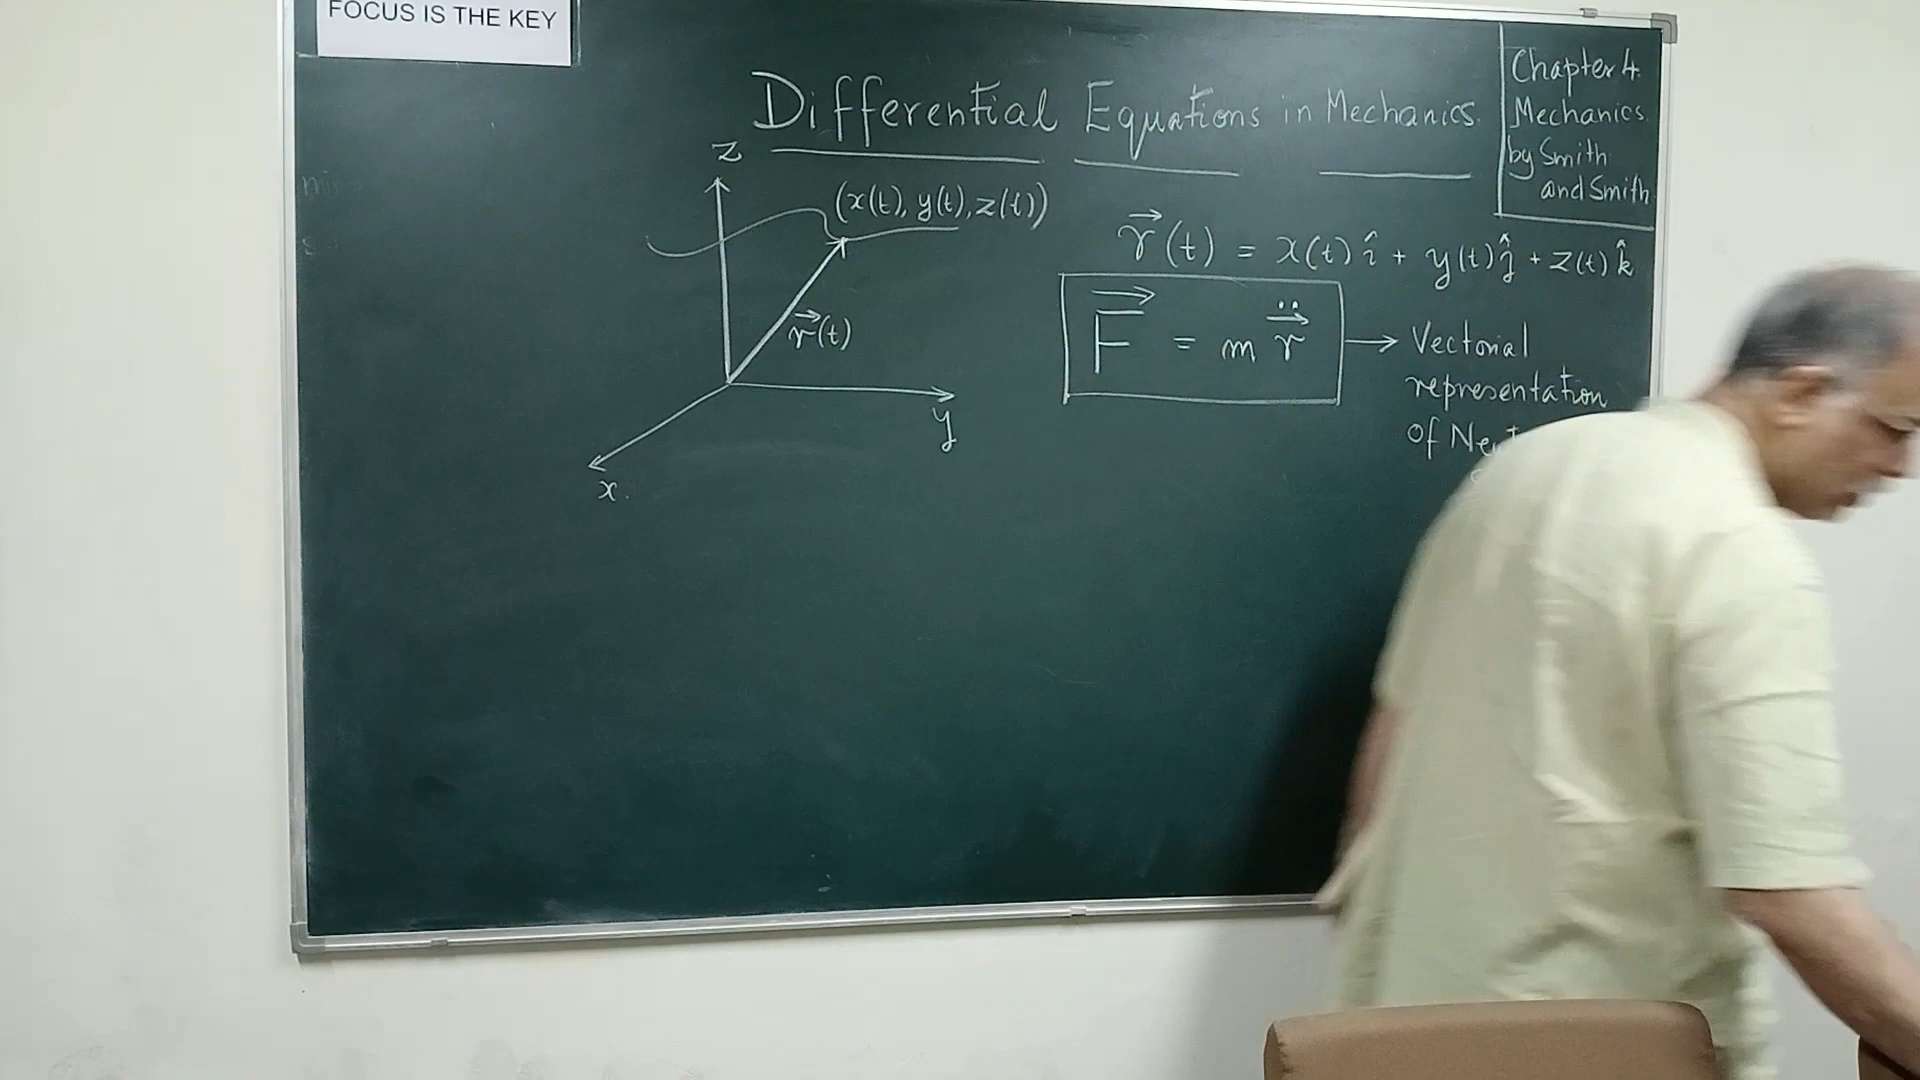 FOCUS IS THE KEY
Differential Equations in Mechanics.
Chapter 4.
Mechanics
by Smith
and Smith
z
(x(t), y(t), z(t))
r⃗(t)
y
x.
r⃗(t) = x(t) î + y(t) ĵ + z(t) k̂
F⃗ = m r⃗̈ → Vectorial
representation
of